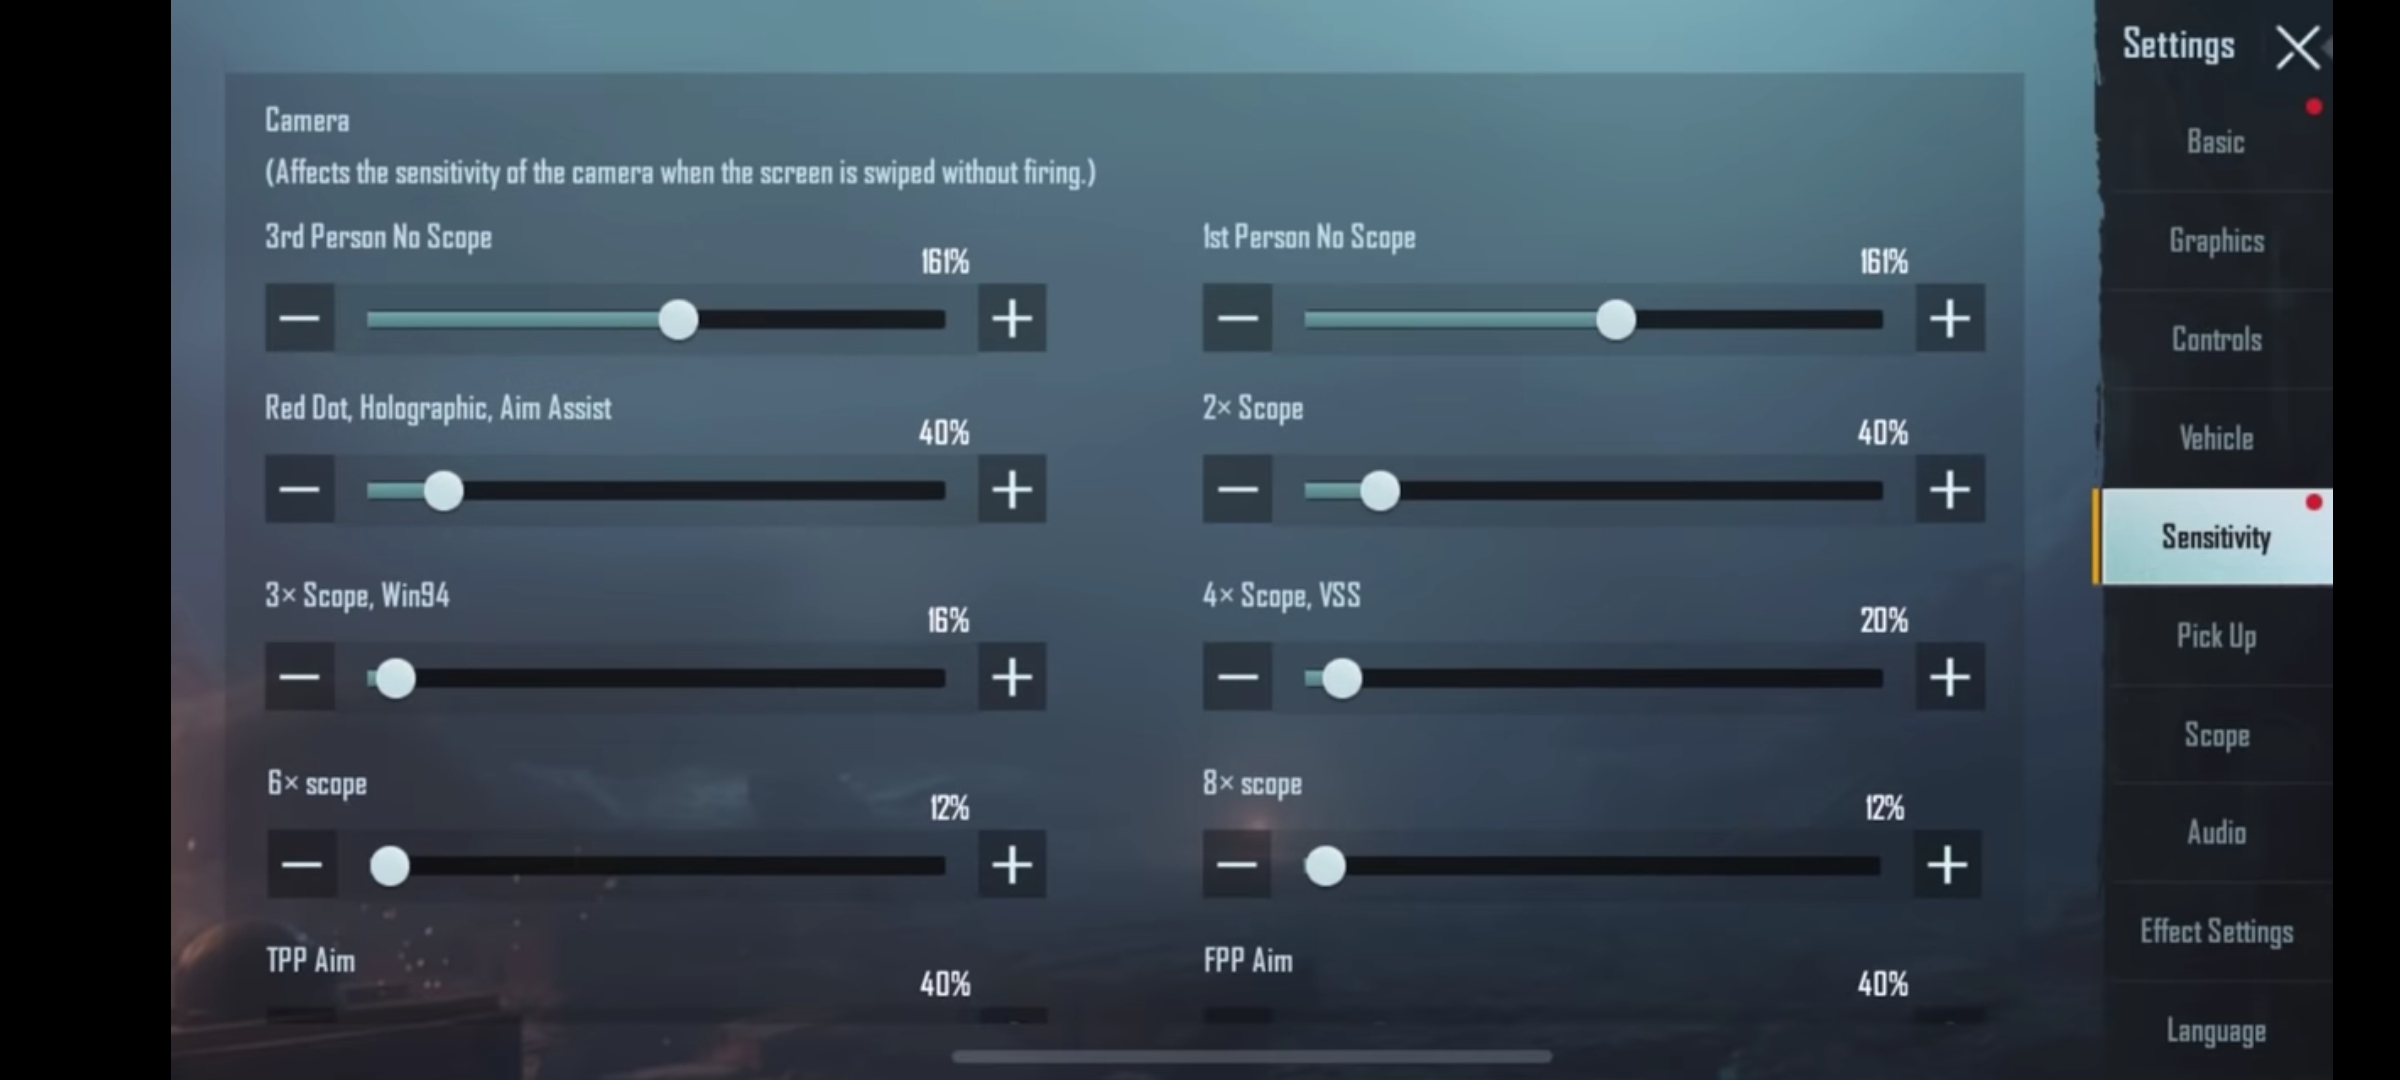 Settings
Camera
(Affects the sensitivity of the camera when the screen is swiped without firing.)
3rd Person No Scope
161%
1st Person No Scope
161%
Red Dot, Holographic, Aim Assist
40%
2× Scope
40%
3× Scope, Win94
16%
4× Scope, VSS
20%
6× scope
12%
8× scope
12%
TPP Aim
40%
FPP Aim
40%
Basic
Graphics
Controls
Vehicle
Sensitivity
Pick Up
Scope
Audio
Effect Settings
Language